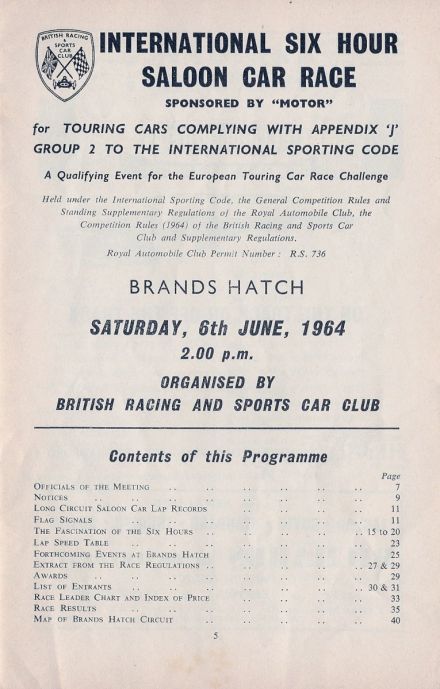 BRITISH RACING
&
SPORTS
CAR
CLUB
INTERNATIONAL SIX HOUR
SALOON CAR RACE
SPONSORED BY "MOTOR"
for TOURING CARS COMPLYING WITH APPENDIX 'J'
GROUP 2 TO THE INTERNATIONAL SPORTING CODE
A Qualifying Event for the European Touring Car Race Challenge
Held under the International Sporting Code, the General Competition Rules and
Standing Supplementary Regulations of the Royal Automobile Club, the
Competition Rules (1964) of the British Racing and Sports Car
Club and Supplementary Regulations.
Royal Automobile Club Permit Number : R.S. 736
BRANDS HATCH
SATURDAY, 6th JUNE, 1964
2.00 p.m.
ORGANISED BY
BRITISH RACING AND SPORTS CAR CLUB
Contents of this Programme
Page
OFFICIALS OF THE MEETING .. .. .. .. .. .. 7
NOTICES .. .. .. .. .. .. .. 9
LONG CIRCUIT SALOON CAR LAP RECORDS .. .. .. .. 11
FLAG SIGNALS .. .. .. .. .. .. 11
THE FASCINATION OF THE SIX HOURS .. .. .. .. 15 to 20
LAP SPEED TABLE .. .. .. .. .. .. 23
FORTHCOMING EVENTS AT BRANDS HATCH .. .. .. .. 25
EXTRACT FROM THE RACE REGULATIONS .. .. .. .. .. 27 & 29
AWARDS .. .. .. .. .. .. .. 29
LIST OF ENTRANTS .. .. .. .. .. .. 30 & 31
RACE LEADER CHART AND INDEX OF PRICE .. .. .. .. 33
RACE RESULTS .. .. .. .. .. .. 35
MAP OF BRANDS HATCH CIRCUIT .. .. .. .. .. 40
5